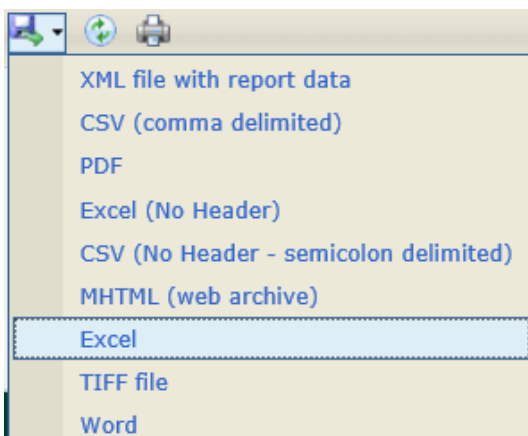 XML file with report data
CSV (comma delimited)
PDF
Excel (No Header)
CSV (No Header - semicolon delimited)
MHTML (web archive)
Excel
TIFF file
Word